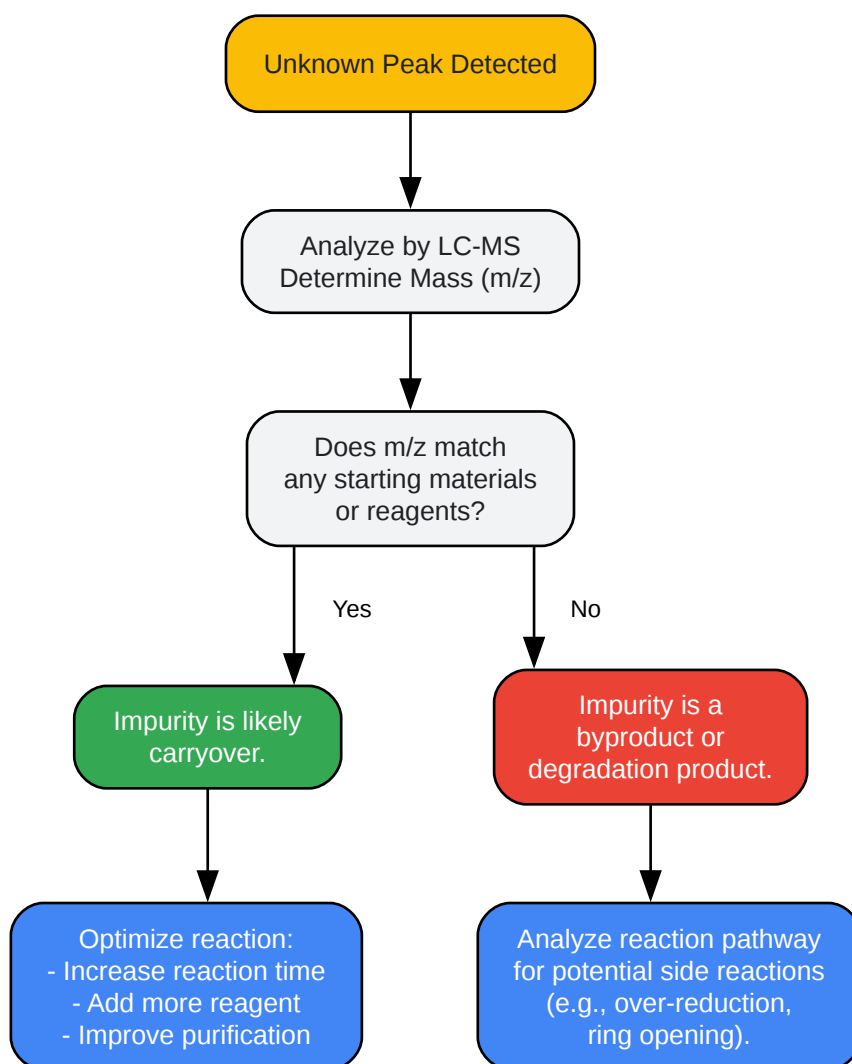 Unknown Peak Detected
Analyze by LC-MS
Determine Mass (m/z)
Does m/z match
any starting materials
or reagents?
Yes
No
Impurity is likely
carryover.
Impurity is a
byproduct or
degradation product.
Optimize reaction:
- Increase reaction time
- Add more reagent
- Improve purification
Analyze reaction pathway
for potential side reactions
(e.g., over-reduction,
ring opening).